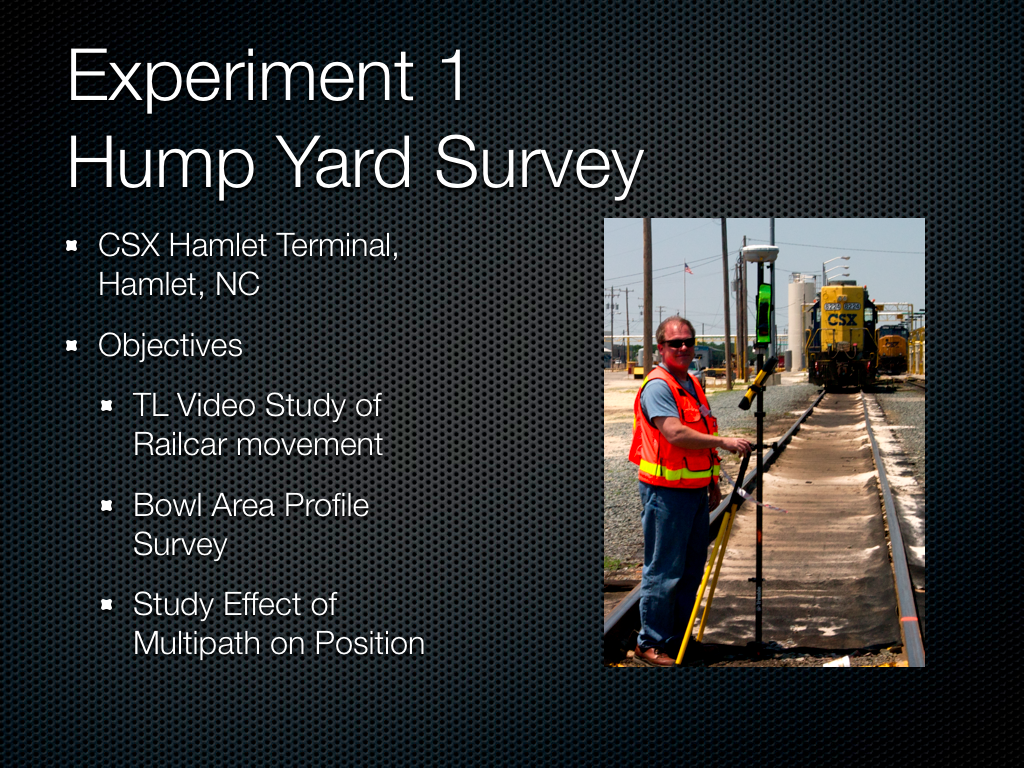 Experiment 1
Hump Yard Survey
CSX Hamlet Terminal,
Hamlet, NC
Objectives
TL Video Study of
Railcar movement
Bowl Area Profile
Survey
Study Effect of
Multipath on Position
CSX